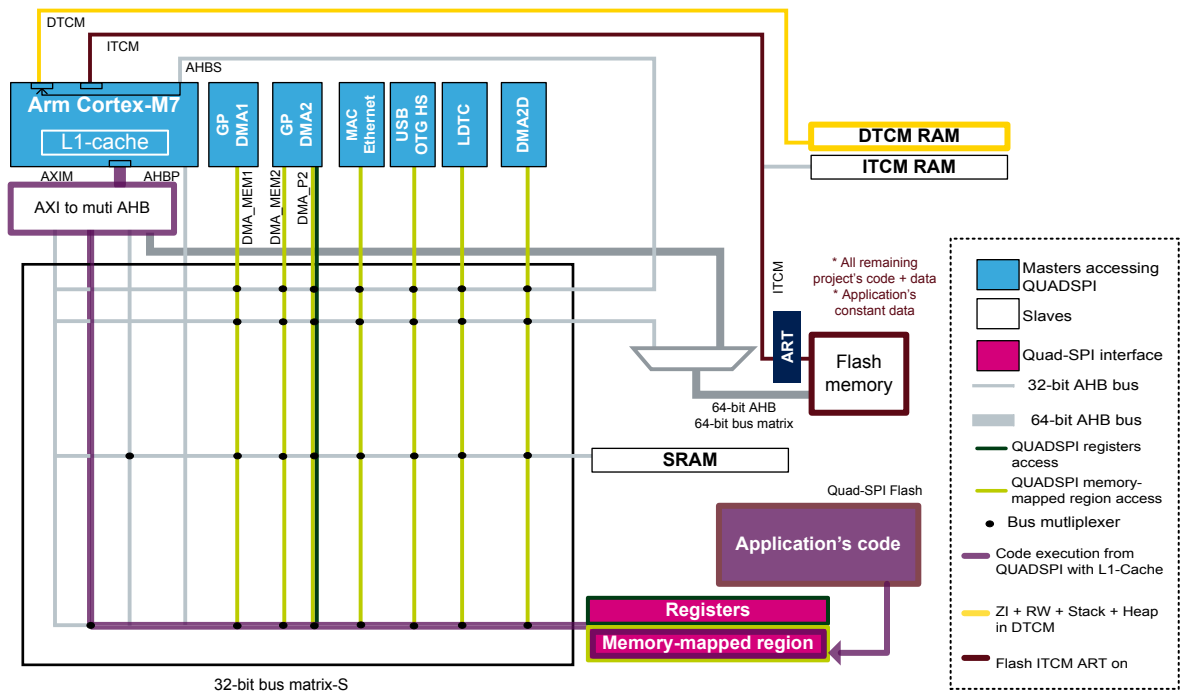 DTCM
ITCM
AHBS
Arm Cortex-M7
L1-cache
GP
DMA1
GP
DMA2
MAC
Ethernet
USB
OTG HS
LDTC
DMA2D
DTCM RAM
ITCM RAM
AXIM
AHBP
AXI to muti AHB
DMA_MEM1
DMA_MEM2
DMA_P2
ITCM
* All remaining
project's code + data
* Application's
constant data
ART
Flash
memory
64-bit AHB
64-bit bus matrix
SRAM
Quad-SPI Flash
Application's code
Registers
Memory-mapped region
32-bit bus matrix-S
Masters accessing
QUADSPI
Slaves
Quad-SPI interface
32-bit AHB bus
64-bit AHB bus
QUADSPI registers
access
QUADSPI memory-
mapped region access
Bus mutliplexer
Code execution from
QUADSPI with L1-Cache
ZI + RW + Stack + Heap
in DTCM
Flash ITCM ART on